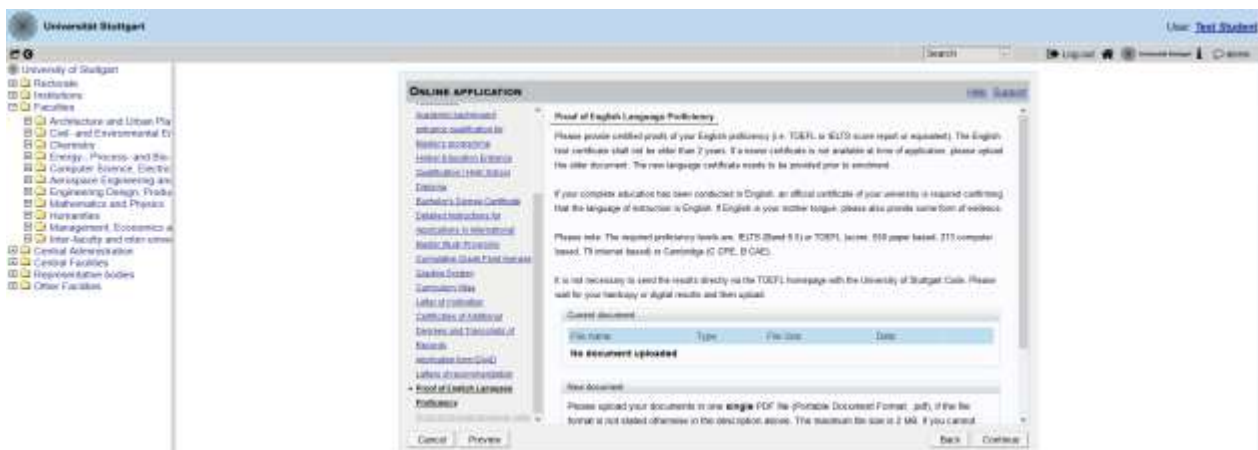 Universität Stuttgart
User: Test Student
Search
Log out
University of Stuttgart
Rectorate
Institutions
Faculties
Architecture and Urban Pla
Civil- and Environmental En
Chemistry
Energy-, Process- and Bio-
Computer Science, Electric
Aerospace Engineering and
Engineering Design, Produ
Mathematics and Physics
Humanities
Management, Economics a
Inter-faculty and inter-unive
Central Administration
Central Facilities
Representative bodies
Other Facilities
ONLINE APPLICATION
Help Support
entrance qualification for
Master's programme
Higher Education Entrance
Qualification / High School
Diploma
Bachelor's Degree Certificate
Detailed Instructions for
Applications to International
Master Study Programs
Grading System
Curriculum Vitae
Letter of motivation
Certificates of Additional
Degrees and Transcripts of
Records
Application form DAAD
Letters of recommendation
Proof of English Language
Proficiency
Proof of English Language Proficiency
Please provide certified proofs of your English proficiency (i.e. TOEFL or IELTS score report or equivalent). The English
test certificate shall not be older than 2 years. If a newer certificate is not available at time of application, please upload
the older document. The new language certificate needs to be provided prior to enrolment.
If your complete education has been conducted in English, an official certificate of your university is required confirming
that the language of instruction is English. If English is your mother tongue, please also provide some form of evidence.
Please note: The required proficiency levels are: IELTS (Band 6.0) or TOEFL (score: 550 paper based, 213 computer
based, 79 internet based) or Cambridge (C CPE, B CAE).
It is not necessary to send the results directly via the TOEFL homepage with the University of Stuttgart Code. Please
wait for your hardcopy or digital results and then upload.
Current document
File name Type File size Date
No document uploaded
New document
Please upload your documents in one single PDF file (Portable Document Format, .pdf), if the file
format is not stated otherwise in the description above. The maximum file size is 2 MB. If you cannot
Cancel Preview Back Continue